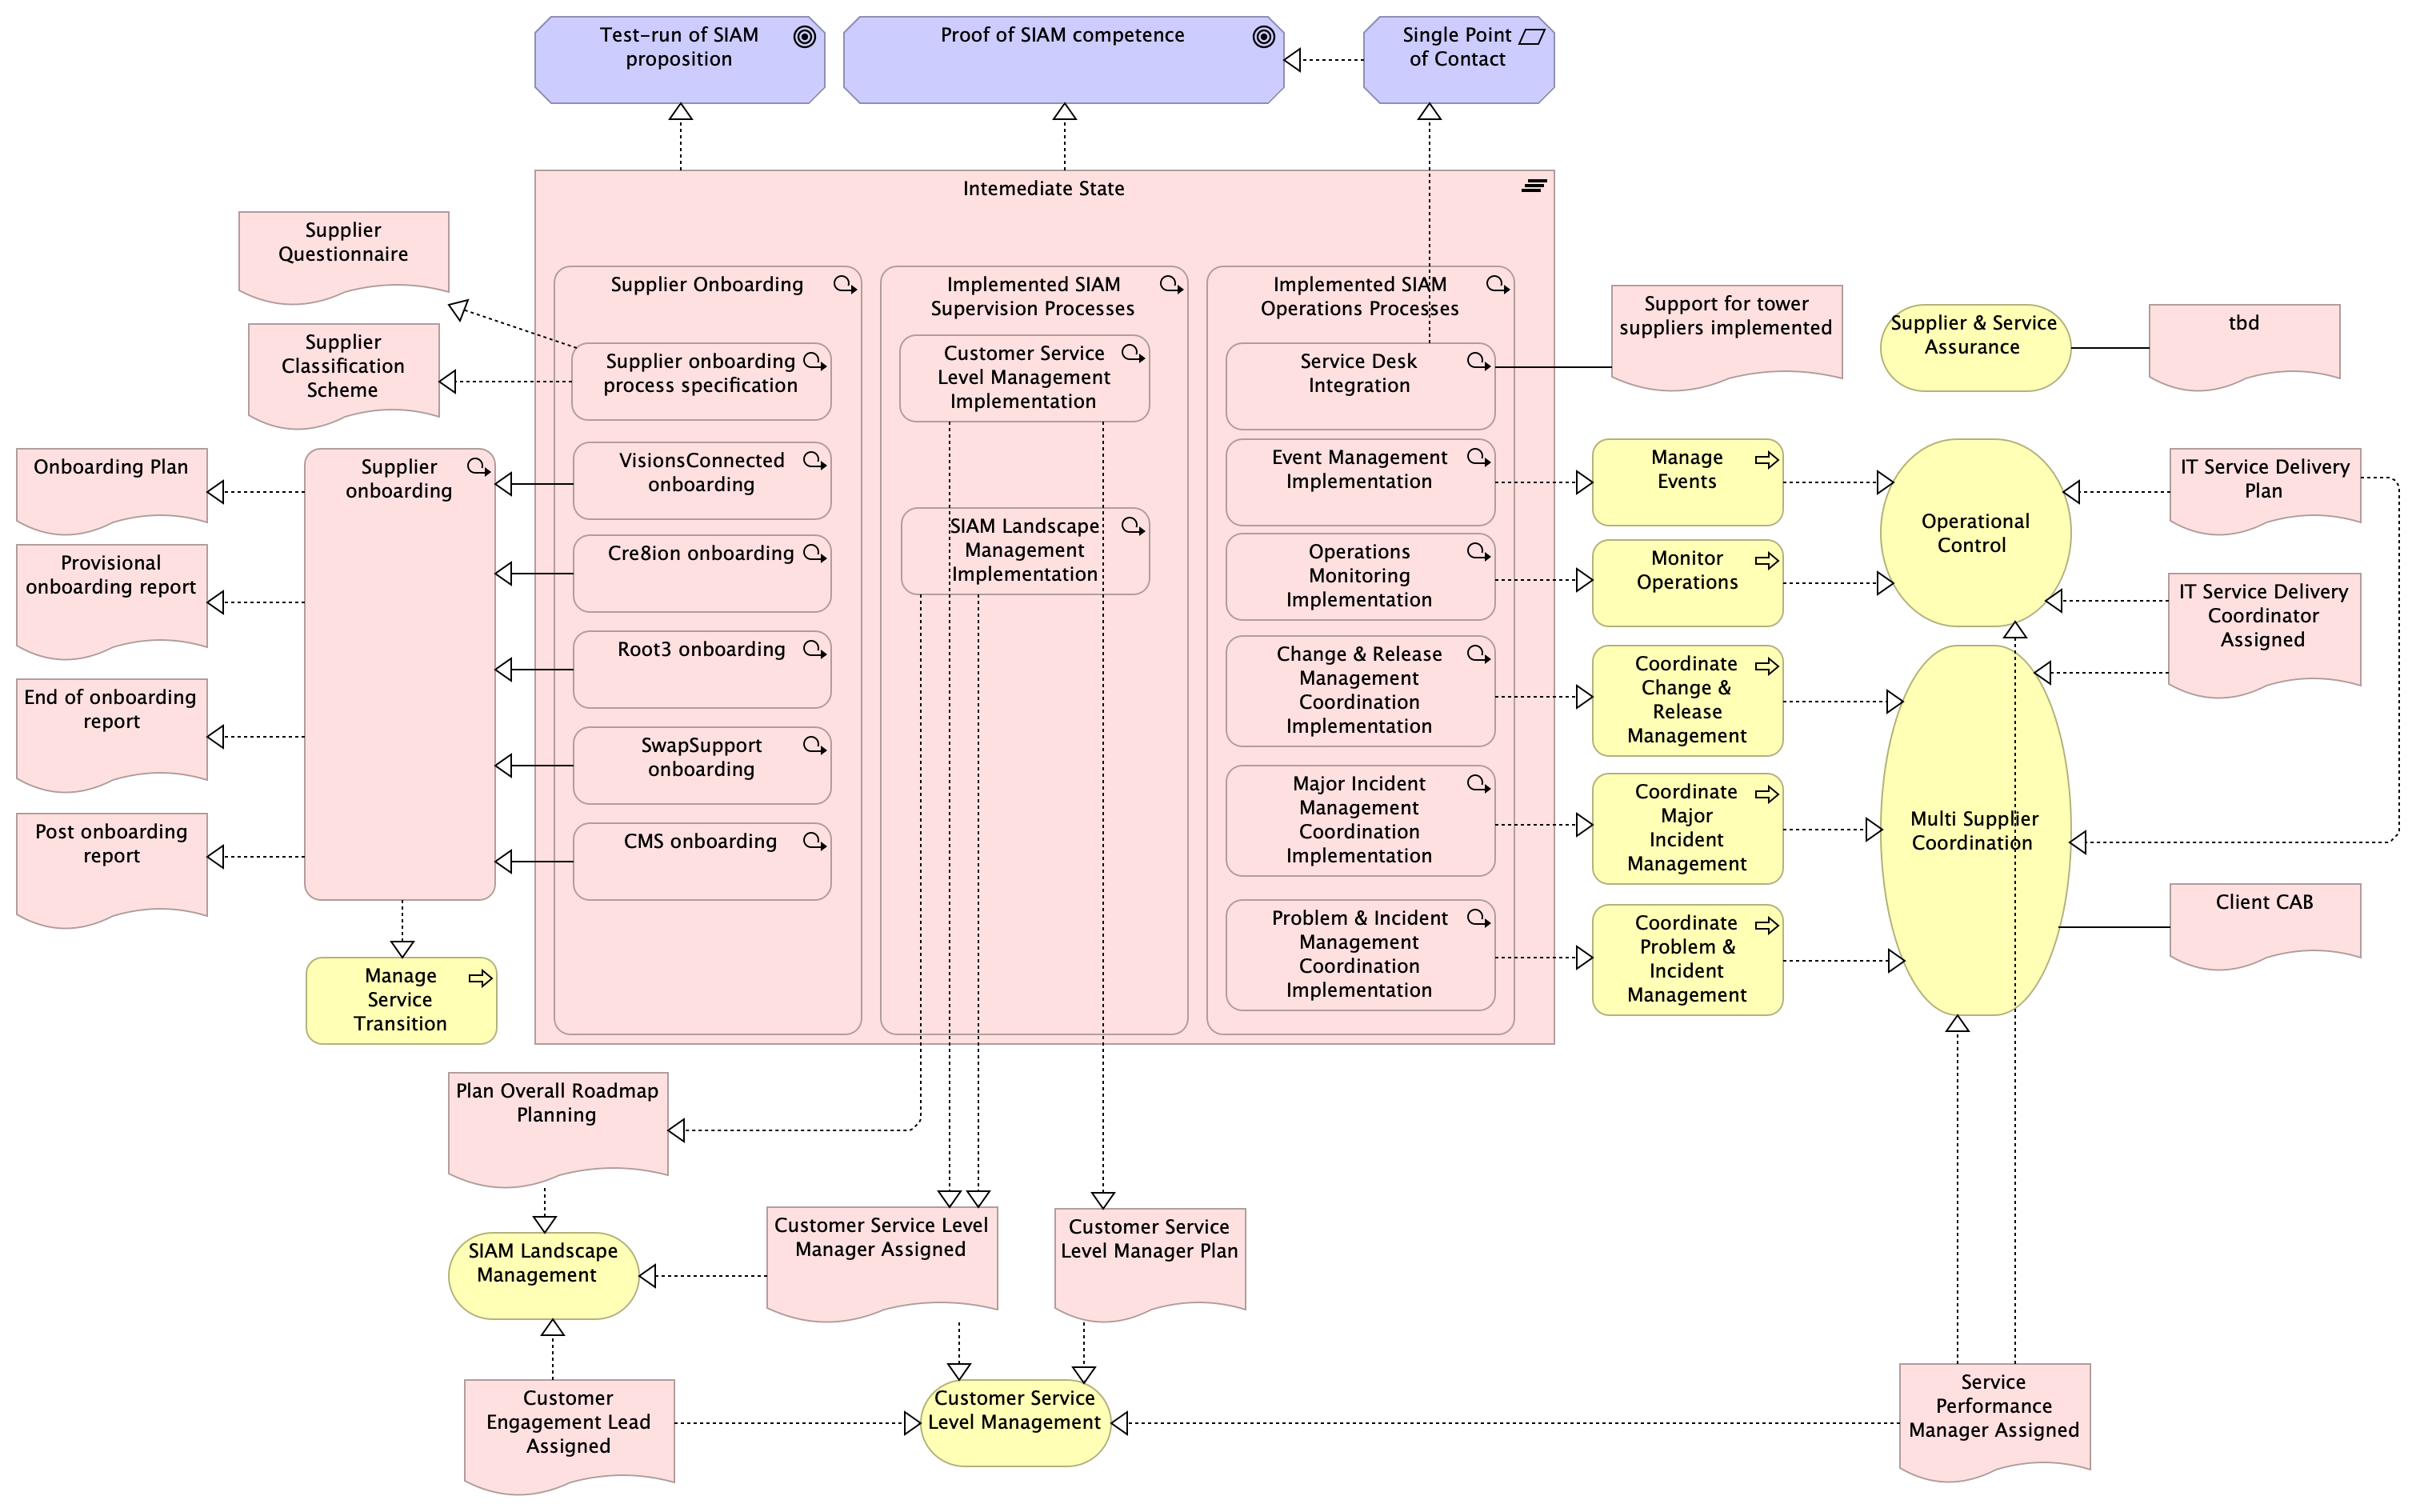 Test-run of SIAM
proposition
Proof of SIAM competence
Single Point
of Contact
Intemediate State
Supplier
Questionnaire
Supplier
Classification
Scheme
Supplier Onboarding
Supplier onboarding
process specification
VisionsConnected
onboarding
Cre8ion onboarding
Root3 onboarding
SwapSupport
onboarding
CMS onboarding
Implemented SIAM
Supervision Processes
Customer Service
Level Management
Implementation
SIAM Landscape
Management
Implementation
Implemented SIAM
Operations Processes
Service Desk
Integration
Event Management
Implementation
Operations
Monitoring
Implementation
Change & Release
Management
Coordination
Implementation
Major Incident
Management
Coordination
Implementation
Problem & Incident
Management
Coordination
Implementation
Support for tower
suppliers implemented
Supplier & Service
Assurance
tbd
Onboarding Plan
Provisional
onboarding report
End of onboarding
report
Post onboarding
report
Supplier
onboarding
Manage
Service
Transition
Manage
Events
Monitor
Operations
Coordinate
Change &
Release
Management
Coordinate
Major
Incident
Management
Coordinate
Problem &
Incident
Management
Operational
Control
Multi Supplier
Coordination
IT Service Delivery
Plan
IT Service Delivery
Coordinator
Assigned
Client CAB
Plan Overall Roadmap
Planning
SIAM Landscape
Management
Customer Service Level
Manager Assigned
Customer Service
Level Manager Plan
Customer
Engagement Lead
Assigned
Customer Service
Level Management
Service
Performance
Manager Assigned